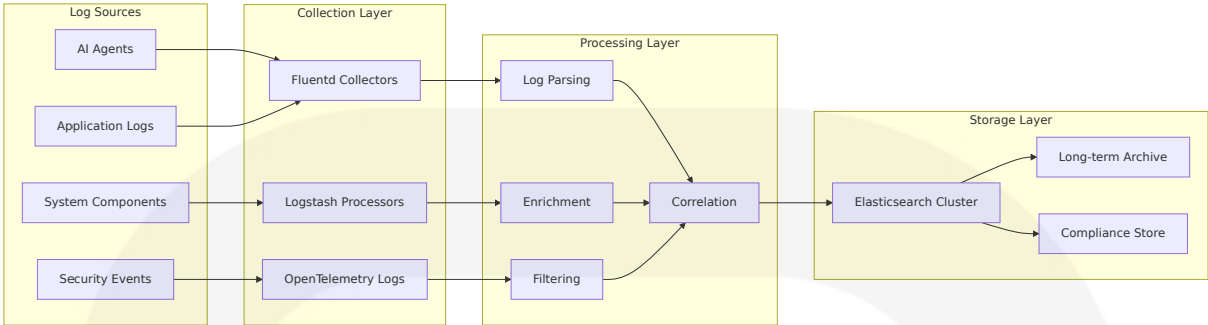 Log Sources
AI Agents
Application Logs
System Components
Security Events
Collection Layer
Fluentd Collectors
Logstash Processors
OpenTelemetry Logs
Processing Layer
Log Parsing
Enrichment
Filtering
Correlation
Storage Layer
Elasticsearch Cluster
Long-term Archive
Compliance Store